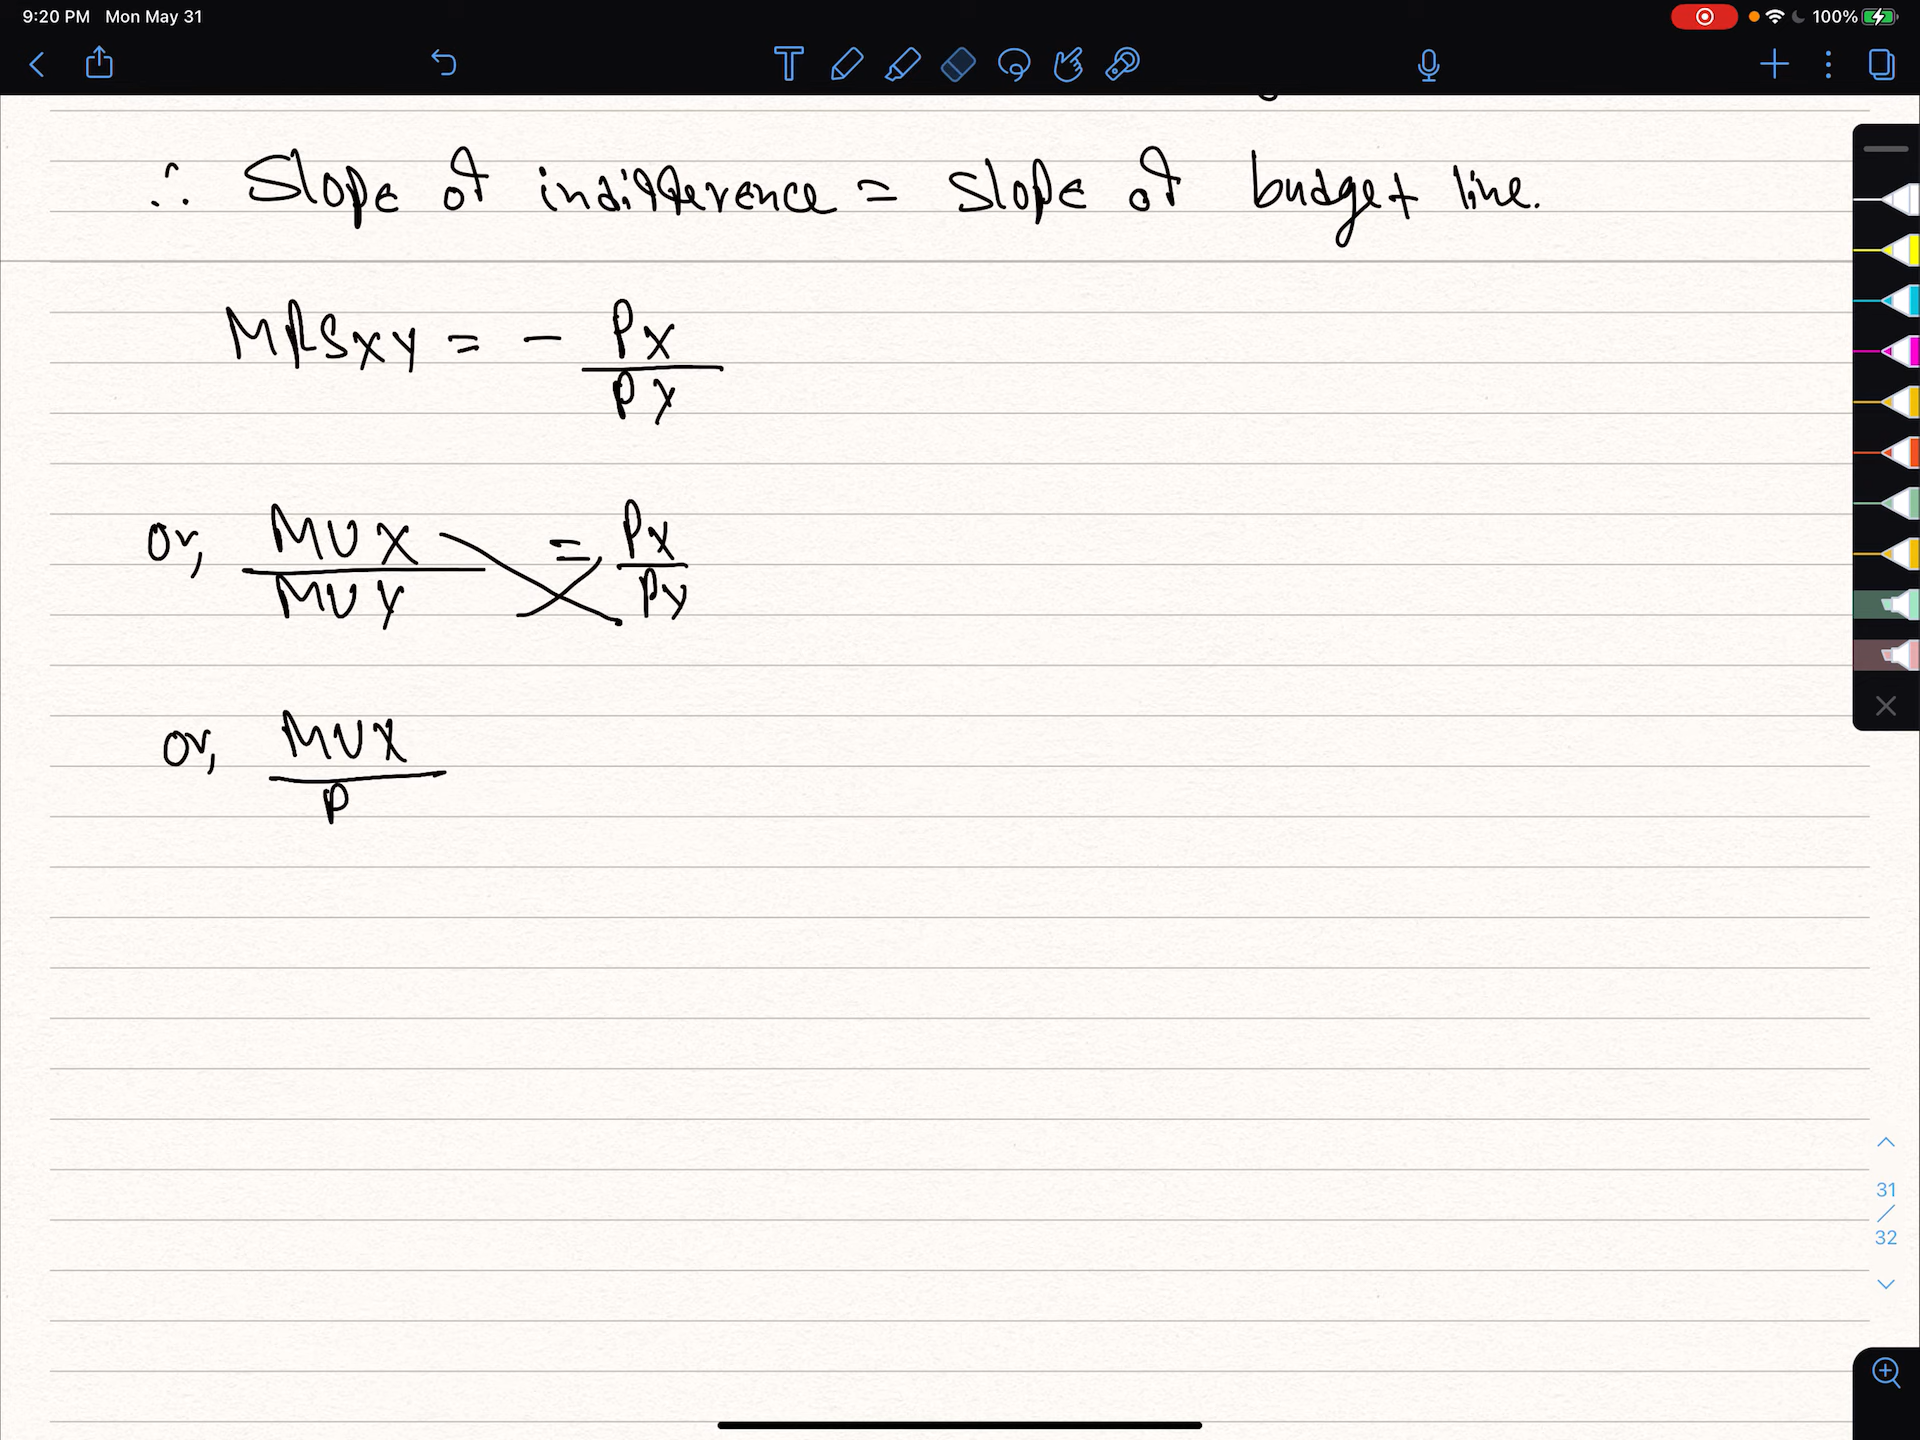 9:20 PM Mon May 31
100%
∴ Slope of indifference = slope of budget line.
MRSXY = - PX / PY
or, MUX / MUY = PX / PY
or, MUX / P
31 / 32